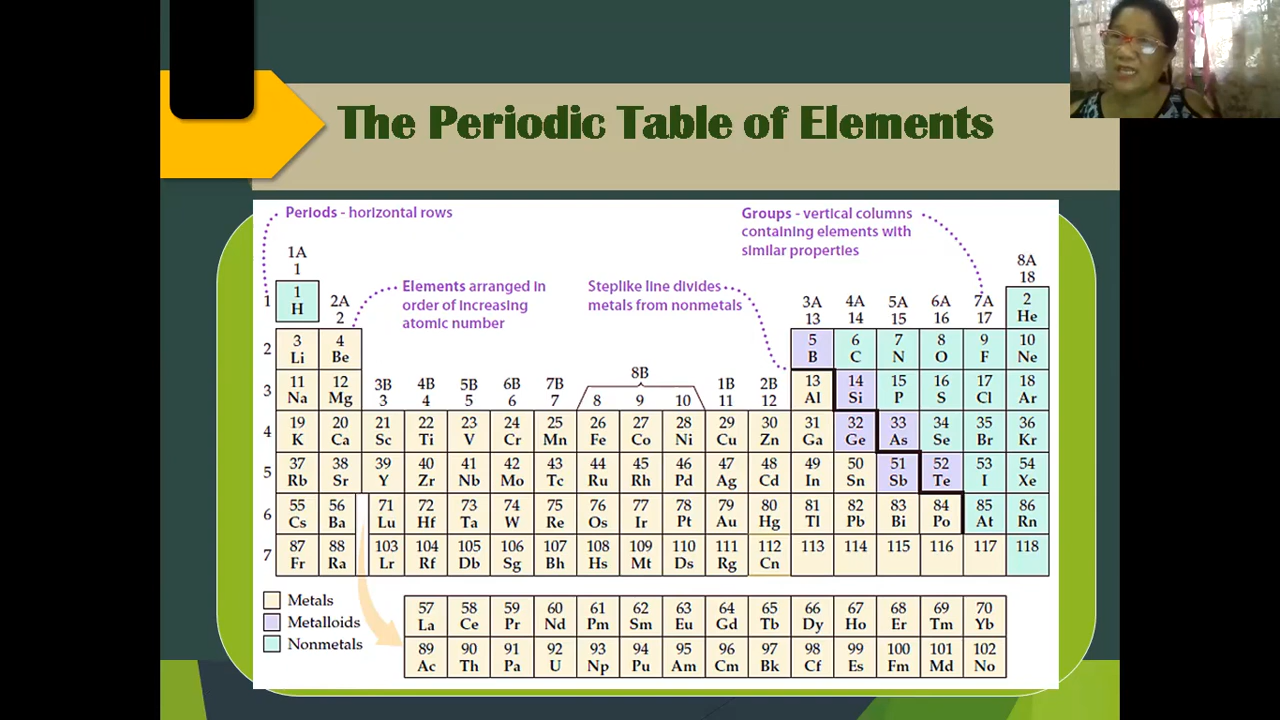 The Periodic Table of Elements
Periods - horizontal rows
Groups - vertical columns
containing elements with
similar properties
1A
1
8A
18
Elements arranged in
order of increasing
atomic number
Steplike line divides
metals from nonmetals
2A
2
3A 4A 5A 6A 7A
13 14 15 16 17
1 1 2
H He
2 3 4 5 6 7 8 9 10
Li Be B C N O F Ne
8B
3B 4B 5B 6B 7B 1B 2B
3 4 5 6 7 8 9 10 11 12
3 11 12 13 14 15 16 17 18
Na Mg Al Si P S Cl Ar
4 19 20 21 22 23 24 25 26 27 28 29 30 31 32 33 34 35 36
K Ca Sc Ti V Cr Mn Fe Co Ni Cu Zn Ga Ge As Se Br Kr
5 37 38 39 40 41 42 43 44 45 46 47 48 49 50 51 52 53 54
Rb Sr Y Zr Nb Mo Tc Ru Rh Pd Ag Cd In Sn Sb Te I Xe
6 55 56 71 72 73 74 75 76 77 78 79 80 81 82 83 84 85 86
Cs Ba Lu Hf Ta W Re Os Ir Pt Au Hg Tl Pb Bi Po At Rn
7 87 88 103 104 105 106 107 108 109 110 111 112 113 114 115 116 117 118
Fr Ra Lr Rf Db Sg Bh Hs Mt Ds Rg Cn
Metals
Metalloids
Nonmetals
57 58 59 60 61 62 63 64 65 66 67 68 69 70
La Ce Pr Nd Pm Sm Eu Gd Tb Dy Ho Er Tm Yb
89 90 91 92 93 94 95 96 97 98 99 100 101 102
Ac Th Pa U Np Pu Am Cm Bk Cf Es Fm Md No